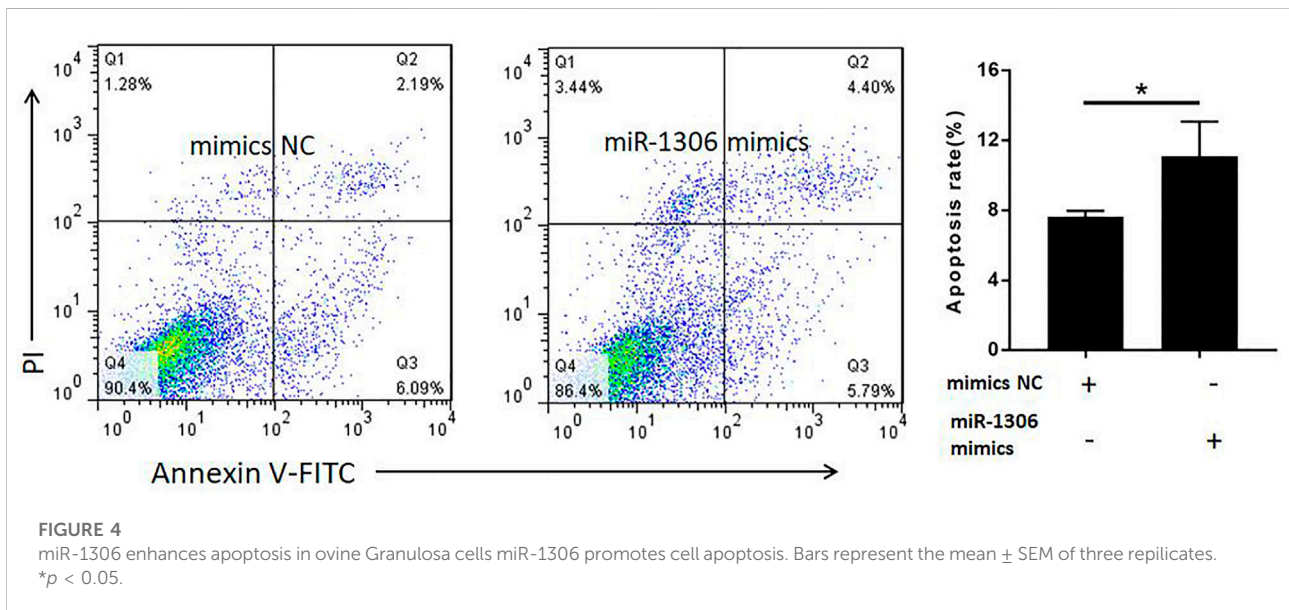 Q1
1.28%
Q2
2.19%
mimics NC
Q4
90.4%
Q3
6.09%
10^4
10^3
10^2
10^1
10^0
10^0 10^1 10^2 10^3 10^4
PI
Q1
3.44%
Q2
4.40%
miR-1306 mimics
Q4
86.4%
Q3
5.79%
10^4
10^3
10^2
10^1
10^0
10^0 10^1 10^2 10^3 10^4
Annexin V-FITC
*
Apoptosis rate(%)
16
12
8
4
0
mimics NC + -
miR-1306
mimics - +
FIGURE 4
miR-1306 enhances apoptosis in ovine Granulosa cells miR-1306 promotes cell apoptosis. Bars represent the mean ± SEM of three repilicates.
*p < 0.05.